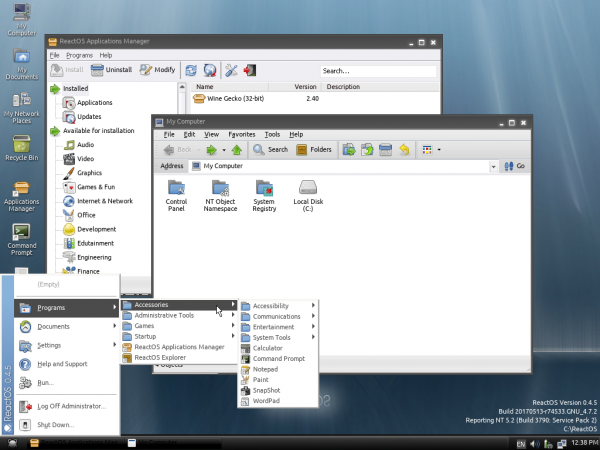 My
Computer
My
Documents
My Network
Places
Recycle Bin
Applications
Manager
Command
Prompt
ReactOS Applications Manager
File Programs Help
Install Uninstall Modify Search...
Installed
Applications
Updates
Available for installation
Audio
Video
Graphics
Games & Fun
Internet & Network
Office
Development
Edutainment
Engineering
Finance
Name Version Description
Wine Gecko (32-bit) 2.40
My Computer
File Edit View Favorites Tools Help
Back Search Folders
Address My Computer Go
Control
Panel
NT Object
Namespace
System
Registry
Local Disk
(C:)
(Empty)
Programs
Documents
Settings
Help and Support
Run...
Log Off Administrator...
Shut Down...
ReactOS 0.4.5
Accessories
Administrative Tools
Games
Startup
ReactOS Applications Manager
ReactOS Explorer
Accessibility
Communications
Entertainment
System Tools
Calculator
Command Prompt
Notepad
Paint
SnapShot
WordPad
ReactOS Version 0.4.5
Build 20170513-r74533.GNU_4.7.2
Reporting NT 5.2 (Build 3790: Service Pack 2)
C:\ReactOS
EN 12:38 PM